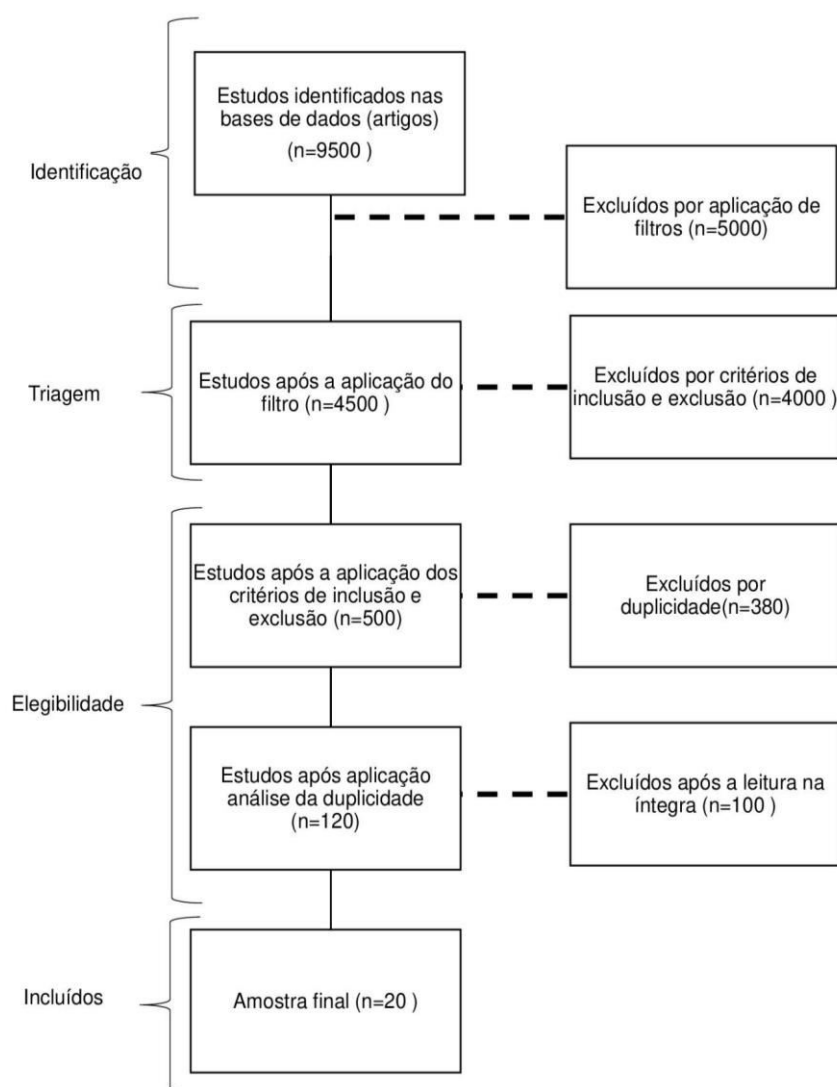 Identificação
Estudos identificados nas
bases de dados (artigos)
(n=9500 )
Excluídos por aplicação de
filtros (n=5000)
Triagem
Estudos após a aplicação do
filtro (n=4500 )
Excluídos por critérios de
inclusão e exclusão (n=4000 )
Elegibilidade
Estudos após a aplicação dos
critérios de inclusão e
exclusão (n=500)
Excluídos por
duplicidade(n=380)
Estudos após aplicação
análise da duplicidade
(n=120)
Excluídos após a leitura na
íntegra (n=100 )
Incluídos
Amostra final (n=20 )